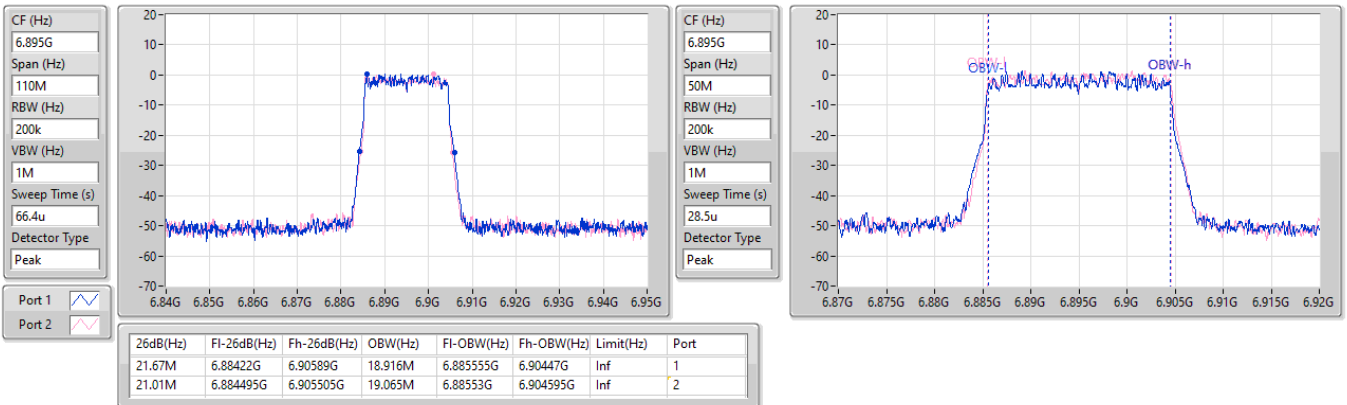 CF (Hz)
6.895G
Span (Hz)
110M
RBW (Hz)
200k
VBW (Hz)
1M
Sweep Time (s)
66.4u
Detector Type
Peak
Port 1
Port 2
20
10
0
-10
-20
-30
-40
-50
-60
-70
6.84G 6.85G 6.86G 6.87G 6.88G 6.89G 6.9G 6.91G 6.92G 6.93G 6.94G 6.95G
CF (Hz)
6.895G
Span (Hz)
50M
RBW (Hz)
200k
VBW (Hz)
1M
Sweep Time (s)
28.5u
Detector Type
Peak
20
10
0
-10
-20
-30
-40
-50
-60
-70
OBW-l
OBW-h
6.87G 6.875G 6.88G 6.885G 6.89G 6.895G 6.9G 6.905G 6.91G 6.915G 6.92G
26dB(Hz) Fl-26dB(Hz) Fh-26dB(Hz) OBW(Hz) Fl-OBW(Hz) Fh-OBW(Hz) Limit(Hz) Port
21.67M 6.88422G 6.90589G 18.916M 6.885555G 6.90447G Inf 1
21.01M 6.884495G 6.905505G 19.065M 6.88553G 6.904595G Inf 2